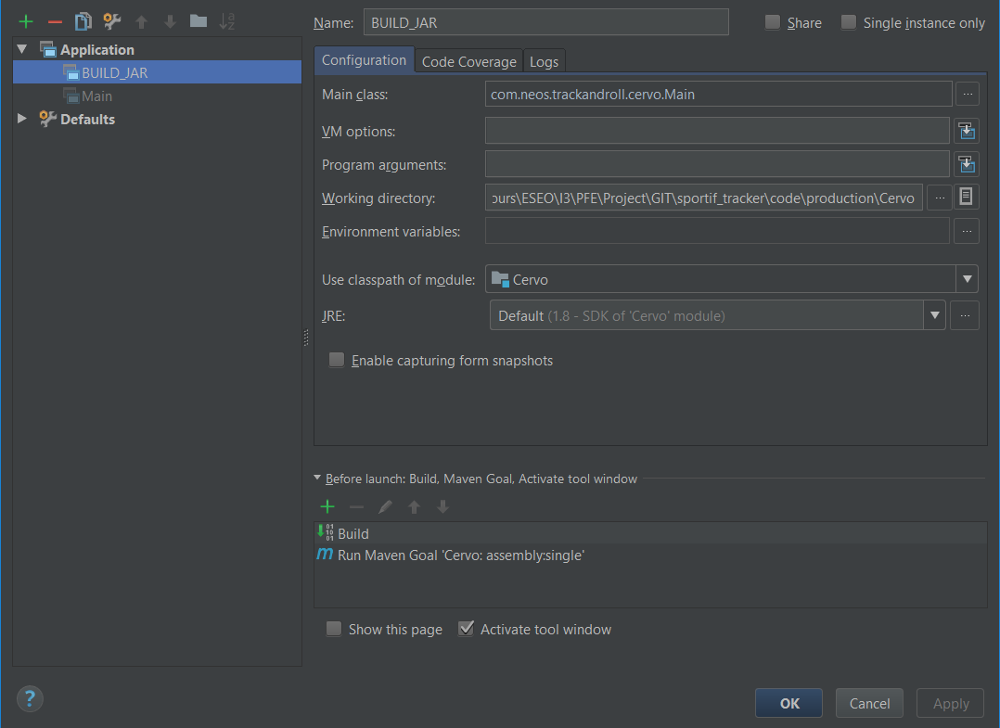 Name: BUILD_JAR Share Single instance only
Application
BUILD_JAR
Main
Defaults
Configuration Code Coverage Logs
Main class: com.neos.trackandroll.cervo.Main ...
VM options:
Program arguments:
Working directory: ours\ESEO\I3\PFE\Project\GIT\sportif_tracker\code\production\Cervo ...
Environment variables: ...
Use classpath of module: Cervo
JRE: Default (1.8 - SDK of 'Cervo' module) ...
Enable capturing form snapshots
Before launch: Build, Maven Goal, Activate tool window
Build
Run Maven Goal 'Cervo: assembly:single'
Show this page Activate tool window
? OK Cancel Apply